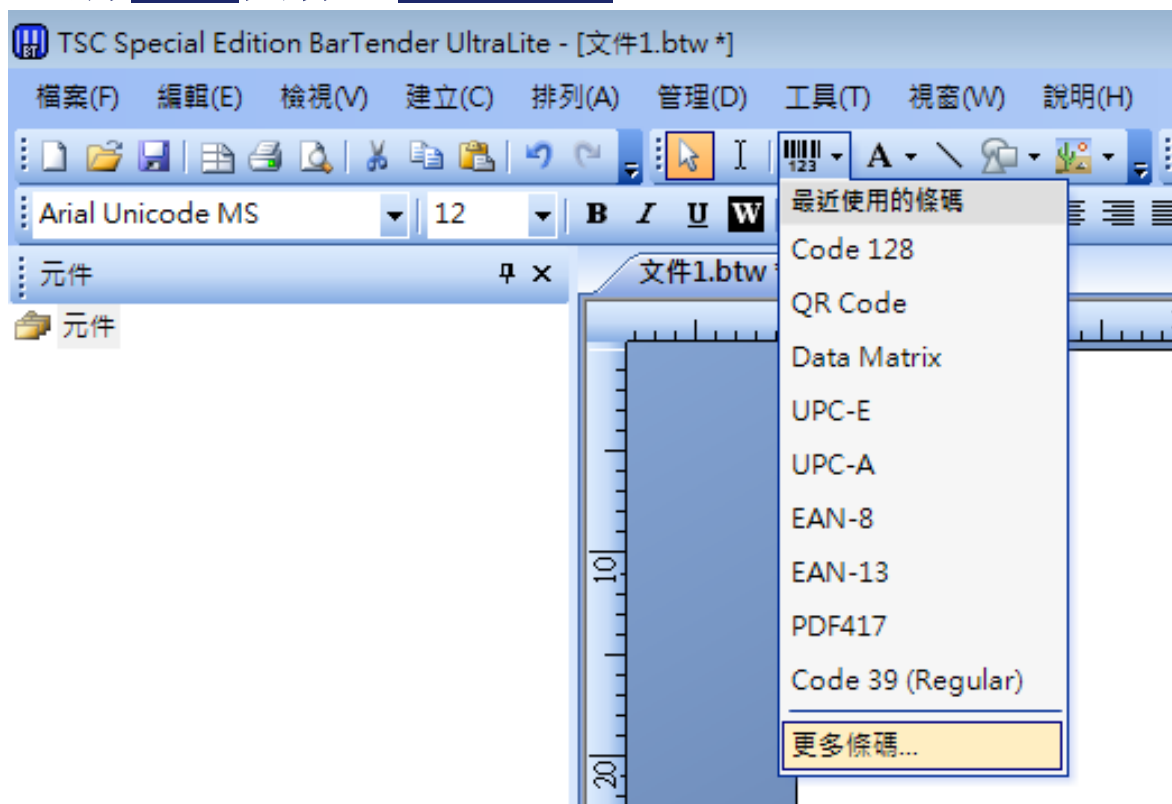 TSC Special Edition BarTender UltraLite - [文件1.btw *]
檔案(F) 編輯(E) 檢視(V) 建立(C) 排列(A) 管理(D) 工具(T) 視窗(W) 說明(H)
123 A
Arial Unicode MS 12 B I U W
元件 文件1.btw *
元件
最近使用的條碼
Code 128
QR Code
Data Matrix
UPC-E
UPC-A
EAN-8
EAN-13
PDF417
Code 39 (Regular)
更多條碼...
10
20